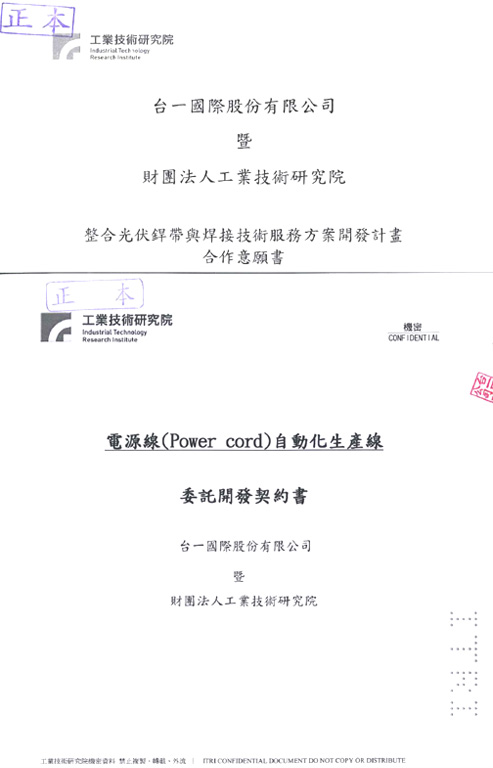 正本
工業技術研究院
Industrial Technology
Research Institute
台一國際股份有限公司
暨
財團法人工業技術研究院
整合光伏銲帶與焊接技術服務方案開發計畫
合作意願書
正本
工業技術研究院
Industrial Technology
Research Institute
機密
CONFIDENTIAL
電源線(Power cord)自動化生產線
委託開發契約書
台一國際股份有限公司
暨
財團法人工業技術研究院
工業技術研究院機密資料 禁止複製、轉載、外流 | ITRI CONFIDENTIAL DOCUMENT DO NOT COPY OR DISTRIBUTE